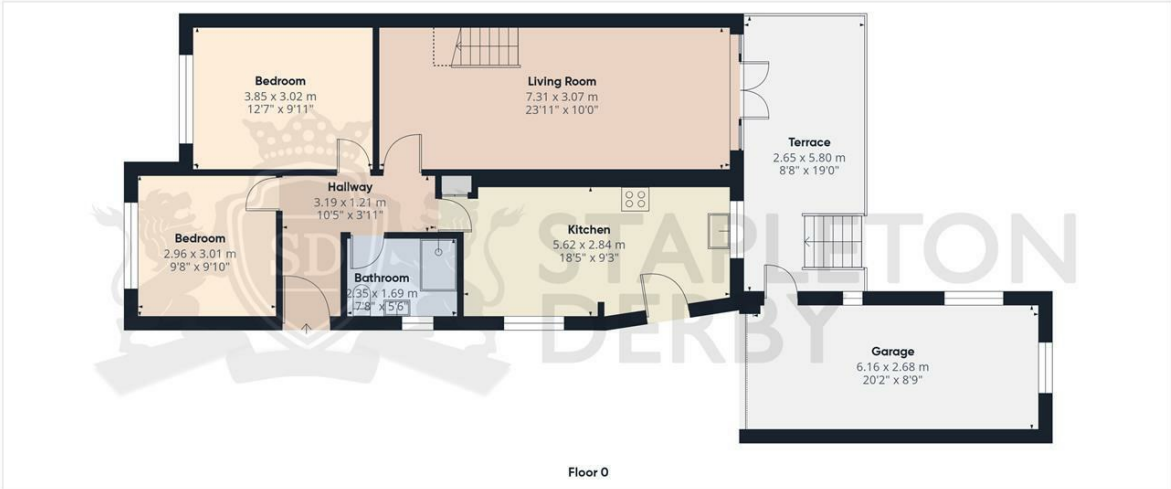 Bedroom
3.85 x 3.02 m
12'7" x 9'11"
Living Room
7.31 x 3.07 m
23'11" x 10'0"
Terrace
2.65 x 5.80 m
8'8" x 19'0"
Hallway
3.19 x 1.21 m
10'5" x 3'11"
Bedroom
2.96 x 3.01 m
9'8" x 9'10"
Kitchen
5.62 x 2.84 m
18'5" x 9'3"
Bathroom
2.35 x 1.69 m
7'8" x 5'6"
SD
STAPLETON
DERBY
Garage
6.16 x 2.68 m
20'2" x 8'9"
Floor 0